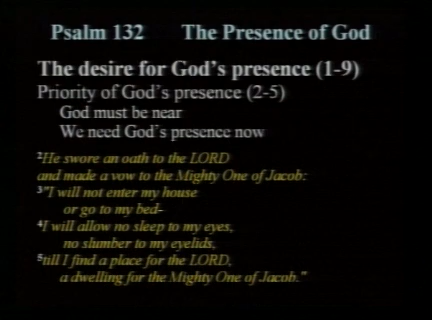 Psalm 132 The Presence of God
The desire for God's presence (1-9)
Priority of God's presence (2-5)
God must be near
We need God's presence now
²He swore an oath to the LORD
and made a vow to the Mighty One of Jacob:
³"I will not enter my house
or go to my bed-
⁴I will allow no sleep to my eyes,
no slumber to my eyelids,
⁵till I find a place for the LORD,
a dwelling for the Mighty One of Jacob."